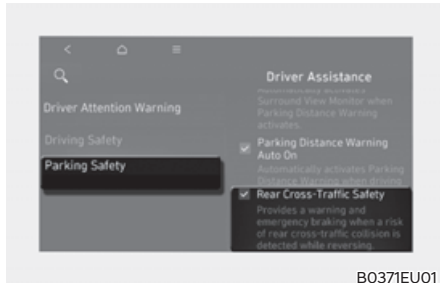 Driver Assistance
Automatically activates
Surround View Monitor when
Parking Distance Warning
activates.
Driver Attention Warning
Driving Safety
Parking Safety
Parking Distance Warning
Auto On
Automatically activates Parking
Distance Warning when driving
Rear Cross-Traffic Safety
Provides a warning and
emergency braking when a risk
of rear cross-traffic collision is
detected while reversing.
B0371EU01